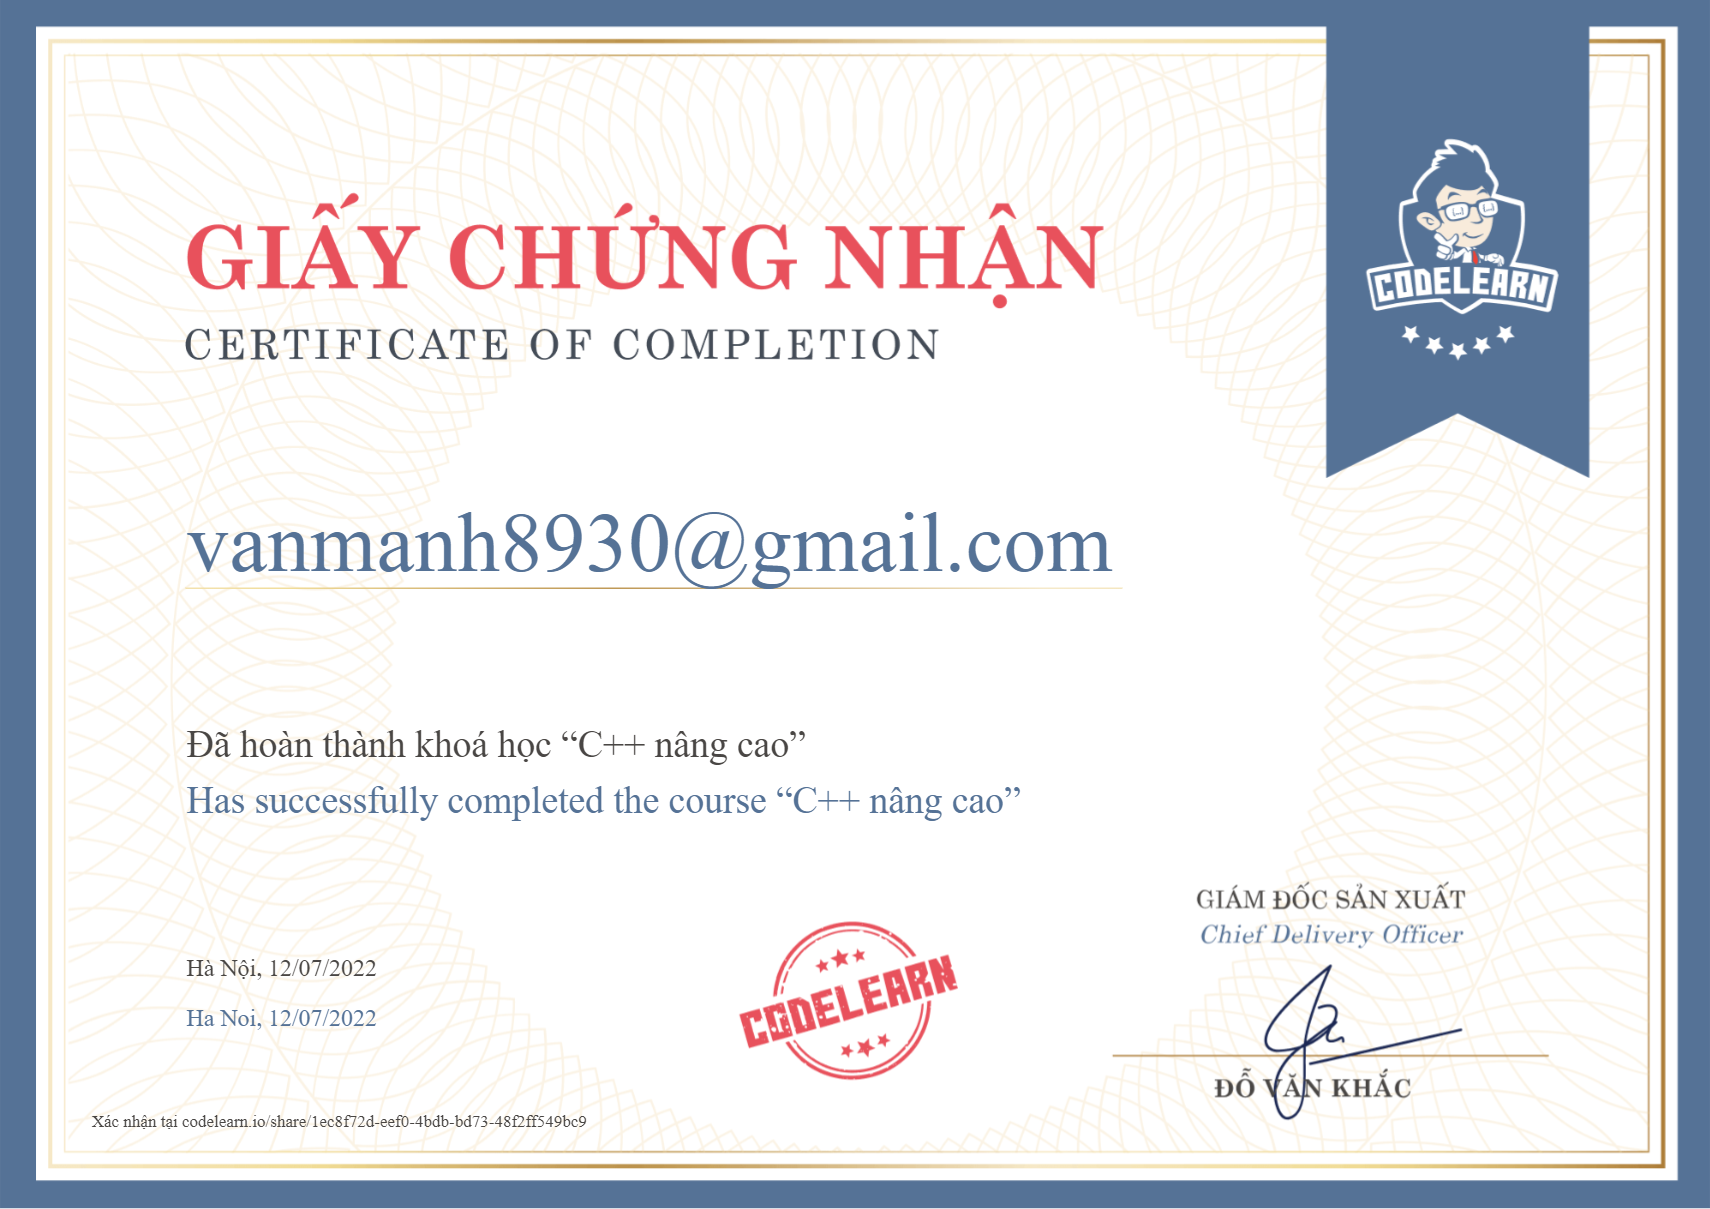 GIẤY CHỨNG NHẬN
CERTIFICATE OF COMPLETION
CODELEARN
vanmanh8930@gmail.com
Đã hoàn thành khoá học “C++ nâng cao”
Has successfully completed the course “C++ nâng cao”
GIÁM ĐỐC SẢN XUẤT
Chief Delivery Officer
Hà Nội, 12/07/2022
Ha Noi, 12/07/2022
CODELEARN
ĐỖ VĂN KHẮC
Xác nhận tại codelearn.io/share/1ec8f72d-eef0-4bdb-bd73-48f2ff549bc9